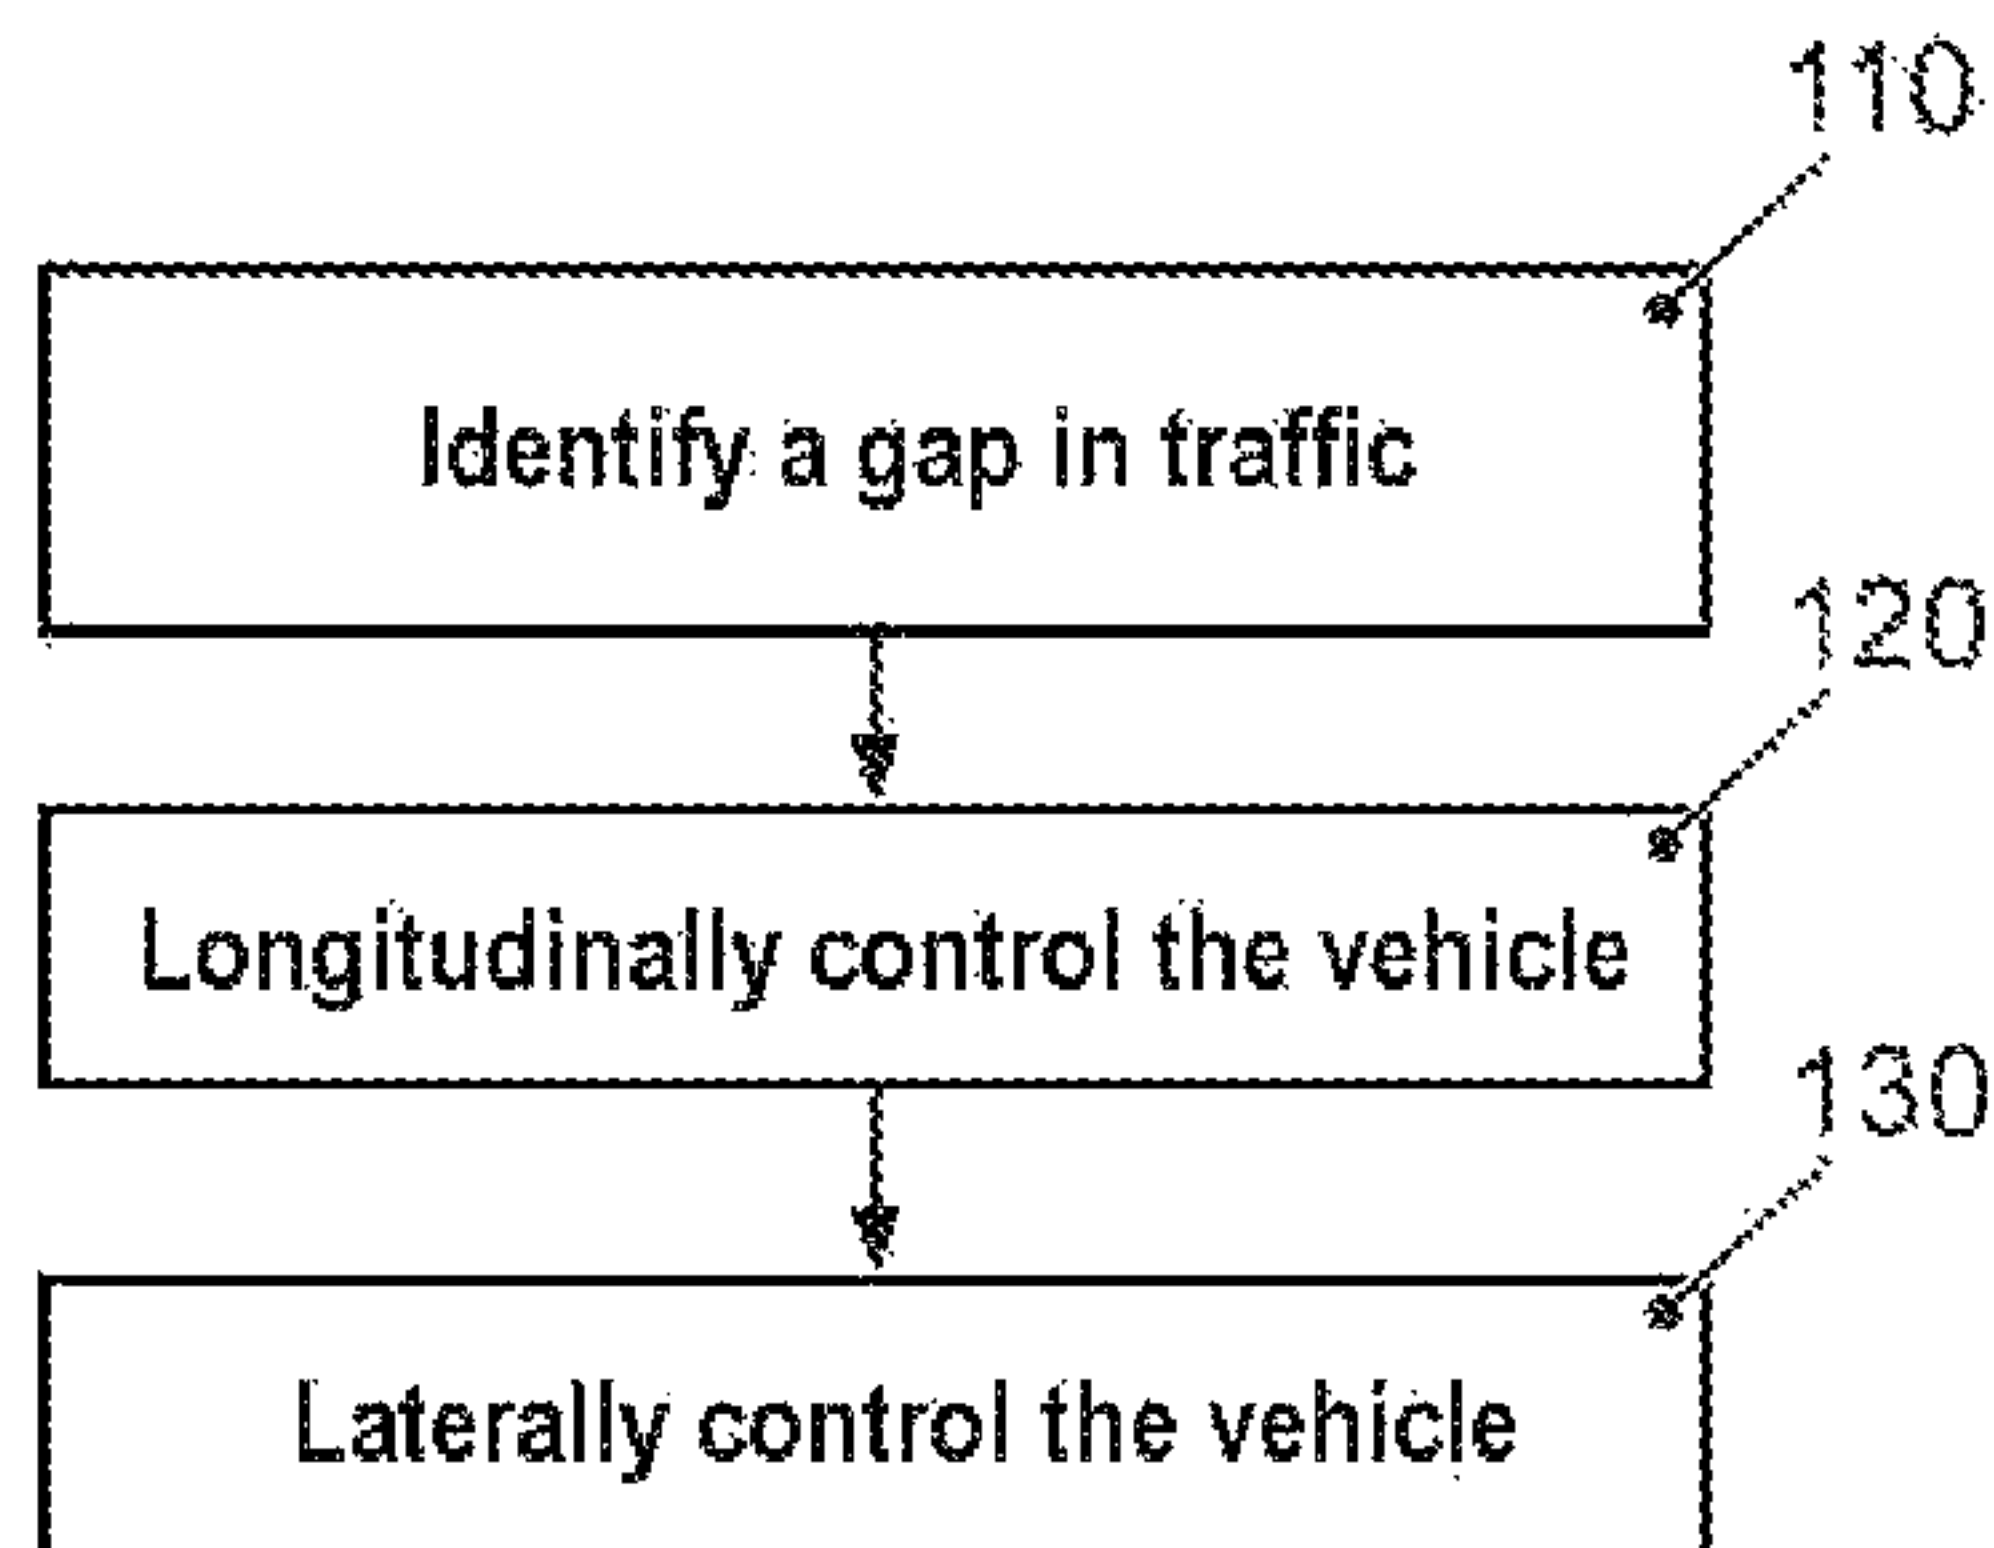 110
Identify a gap in traffic
120
Longitudinally control the vehicle
130
Laterally control the vehicle